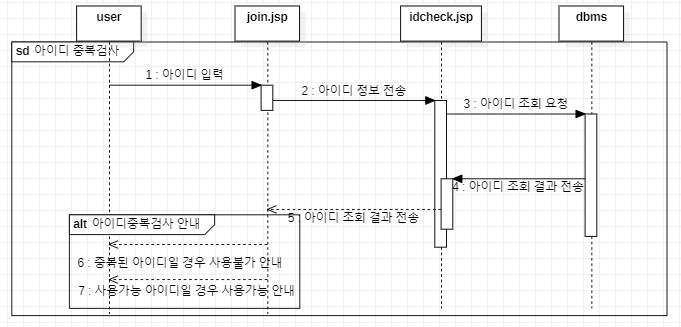 user
join.jsp
idcheck.jsp
dbms
sd 아이디 중복검사
1 : 아이디 입력
2 : 아이디 정보 전송
3 : 아이디 조회 요청
4 : 아이디 조회 결과 전송
5 : 아이디 조회 결과 전송
alt 아이디중복검사 안내
6 : 중복된 아이디일 경우 사용불가 안내
7 : 사용가능 아이디일 경우 사용가능 안내